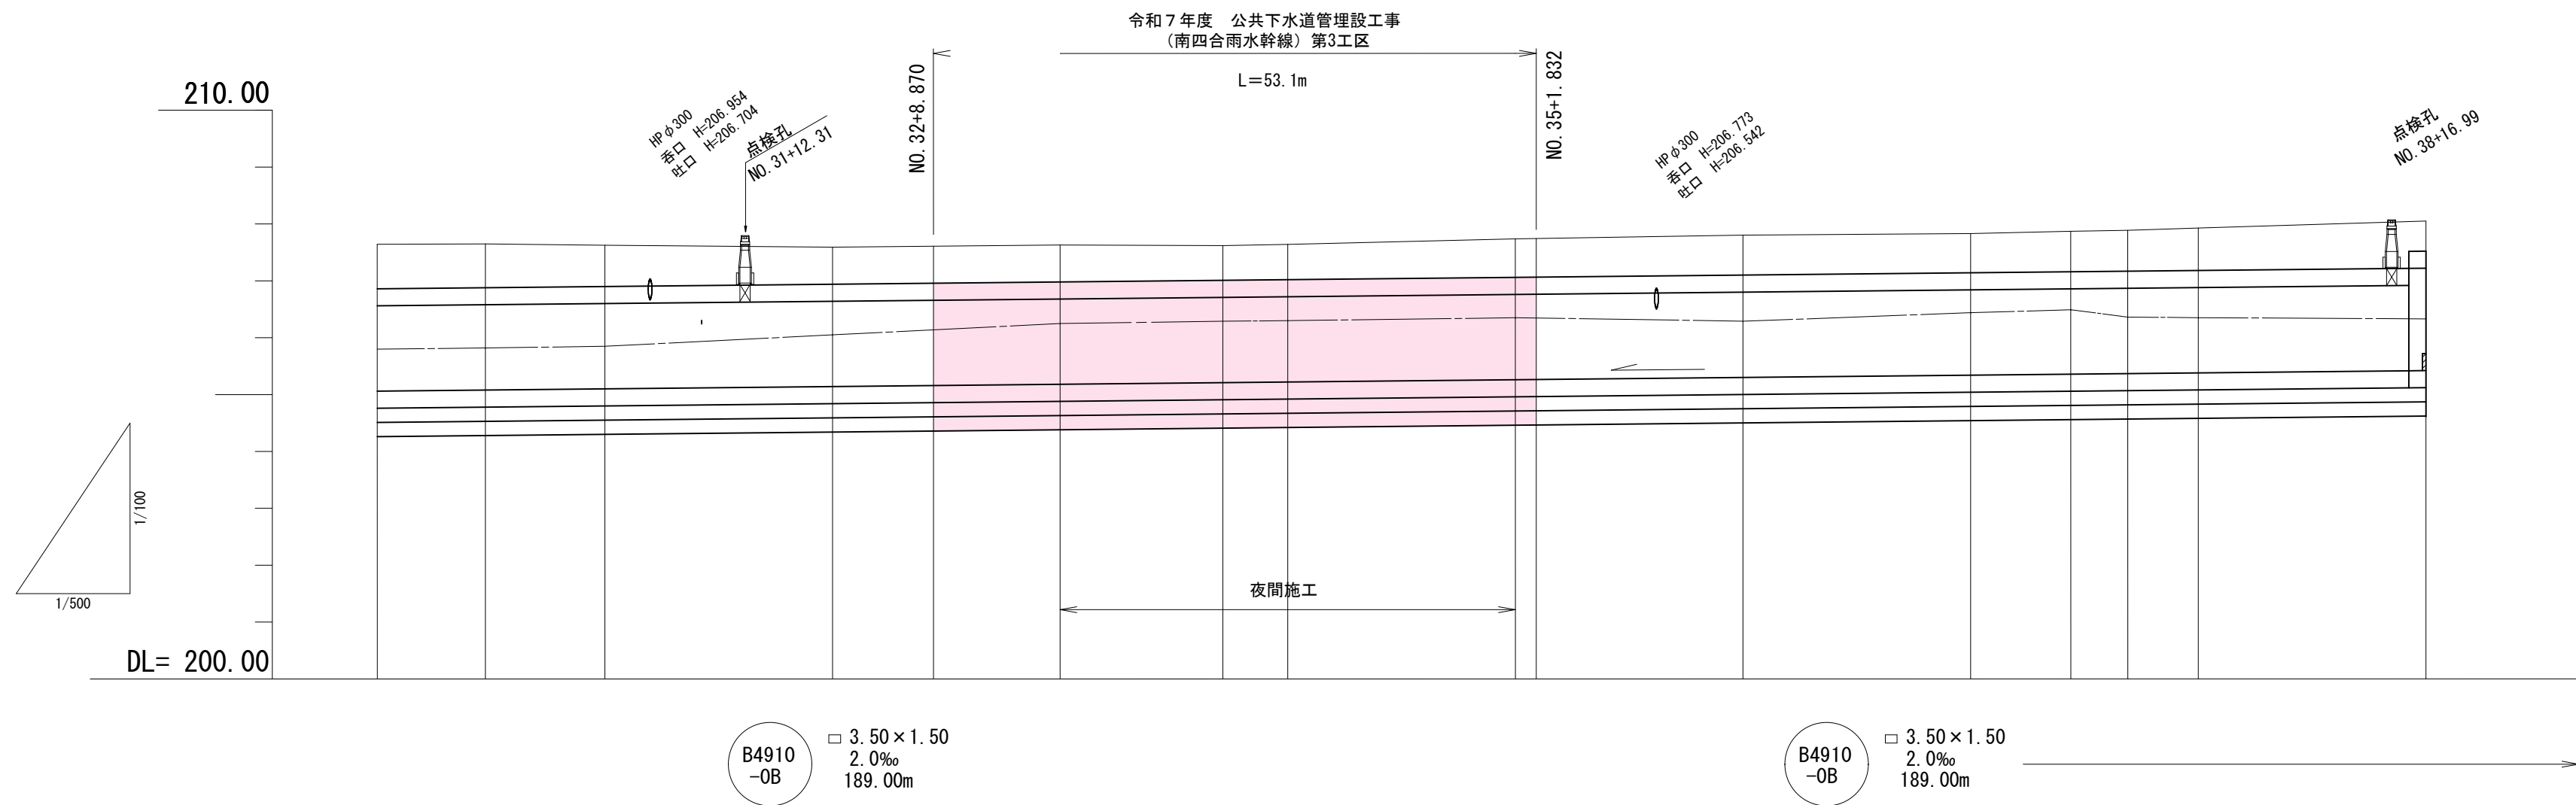 令和７年度　公共下水道管埋設工事
（南四合雨水幹線）第3工区
L＝53.1m
NO.32+8.870
NO.35+1.832
210.00
HPφ300
呑口　H=206.954
吐口　H=206.704
点検孔
NO.31+12.31
HPφ300
呑口　H=206.773
吐口　H=206.542
点検孔
NO.38+16.99
1/100
1/500
夜間施工
DL= 200.00
B4910
-0B
□ 3.50×1.50
2.0‰
189.00m
B4910
-0B
□ 3.50×1.50
2.0‰
189.00m